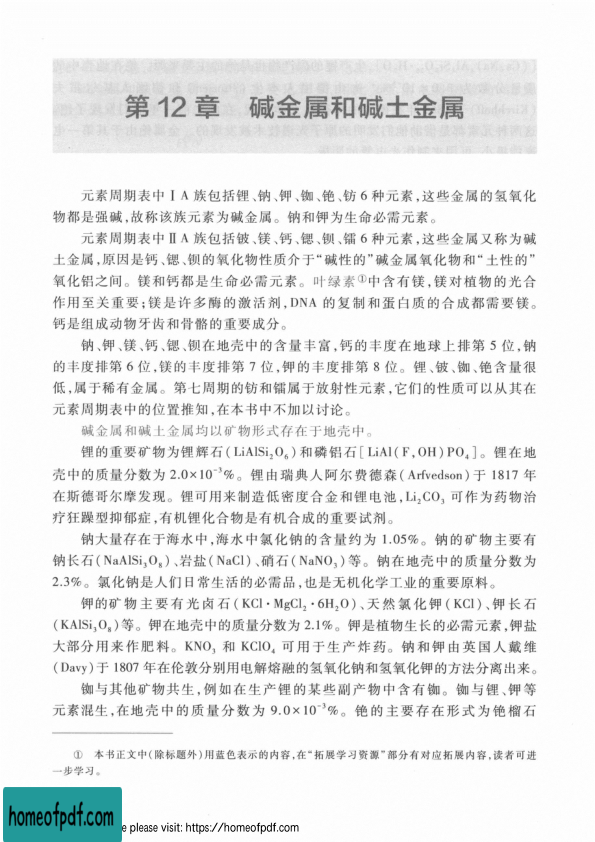 第 12 章 碱金属和碱土金属
元素周期表中ⅠA 族包括锂、钠、钾、铷、铯、钫 6 种元素,这些金属的氢氧化
物都是强碱,故称该族元素为碱金属。钠和钾为生命必需元素。
元素周期表中ⅡA 族包括铍、镁、钙、锶、钡、镭 6 种元素,这些金属又称为碱
土金属,原因是钙、锶、钡的氧化物性质介于“碱性的”碱金属氧化物和“土性的”
氧化铝之间。镁和钙都是生命必需元素。叶绿素①中含有镁,镁对植物的光合
作用至关重要;镁是许多酶的激活剂,DNA 的复制和蛋白质的合成都需要镁。
钙是组成动物牙齿和骨骼的重要成分。
钠、钾、镁、钙、锶、钡在地壳中的含量丰富,钙的丰度在地球上排第 5 位,钠
的丰度排第 6 位,镁的丰度排第 7 位,钾的丰度排第 8 位。锂、铍、铷、铯含量很
低,属于稀有金属。第七周期的钫和镭属于放射性元素,它们的性质可以从其在
元素周期表中的位置推知,在本书中不加以讨论。
碱金属和碱土金属均以矿物形式存在于地壳中。
锂的重要矿物为锂辉石(LiAlSi₂O₆)和磷铝石[LiAl(F,OH)PO₄]。锂在地
壳中的质量分数为 2.0×10⁻³%。锂由瑞典人阿尔费德森(Arfvedson)于 1817 年
在斯德哥尔摩发现。锂可用来制造低密度合金和锂电池,Li₂CO₃ 可作为药物治
疗狂躁型抑郁症,有机锂化合物是有机合成的重要试剂。
钠大量存在于海水中,海水中氯化钠的含量约为 1.05%。钠的矿物主要有
钠长石(NaAlSi₃O₈)、岩盐(NaCl)、硝石(NaNO₃)等。钠在地壳中的质量分数为
2.3%。氯化钠是人们日常生活的必需品,也是无机化学工业的重要原料。
钾的矿物主要有光卤石(KCl·MgCl₂·6H₂O)、天然氯化钾(KCl)、钾长石
(KAlSi₃O₈)等。钾在地壳中的质量分数为 2.1%。钾是植物生长的必需元素,钾盐
大部分用来作肥料。KNO₃ 和 KClO₄ 可用于生产炸药。钠和钾由英国人戴维
(Davy)于 1807 年在伦敦分别用电解熔融的氢氧化钠和氢氧化钾的方法分离出来。
铷与其他矿物共生,例如在生产锂的某些副产物中含有铷。铷与锂、钾等
元素混生,在地壳中的质量分数为 9.0×10⁻³%。铯的主要存在形式为铯榴石
① 本书正文中(除标题外)用蓝色表示的内容,在“拓展学习资源”部分有对应拓展内容,读者可进
一步学习。
homeofpdf.com
e please visit: https://homeofpdf.com